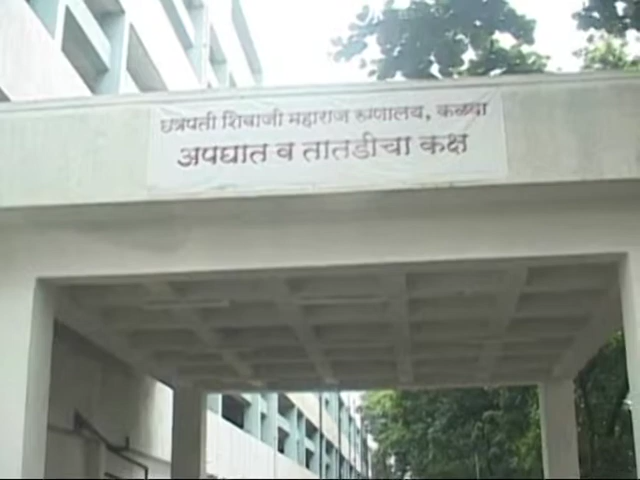 छत्रपती शिवाजी महाराज रुग्णालय, कळवा
अपघात व तातडीचा कक्ष